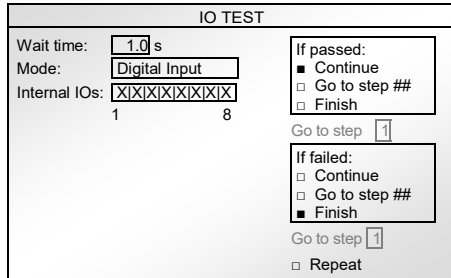 IO TEST
Wait time: 1.0 s
Mode: Digital Input
Internal IOs: X|X|X|X|X|X|X|X
1 8
If passed:
■ Continue
□ Go to step ##
□ Finish
Go to step 1
If failed:
□ Continue
□ Go to step ##
■ Finish
Go to step 1
□ Repeat